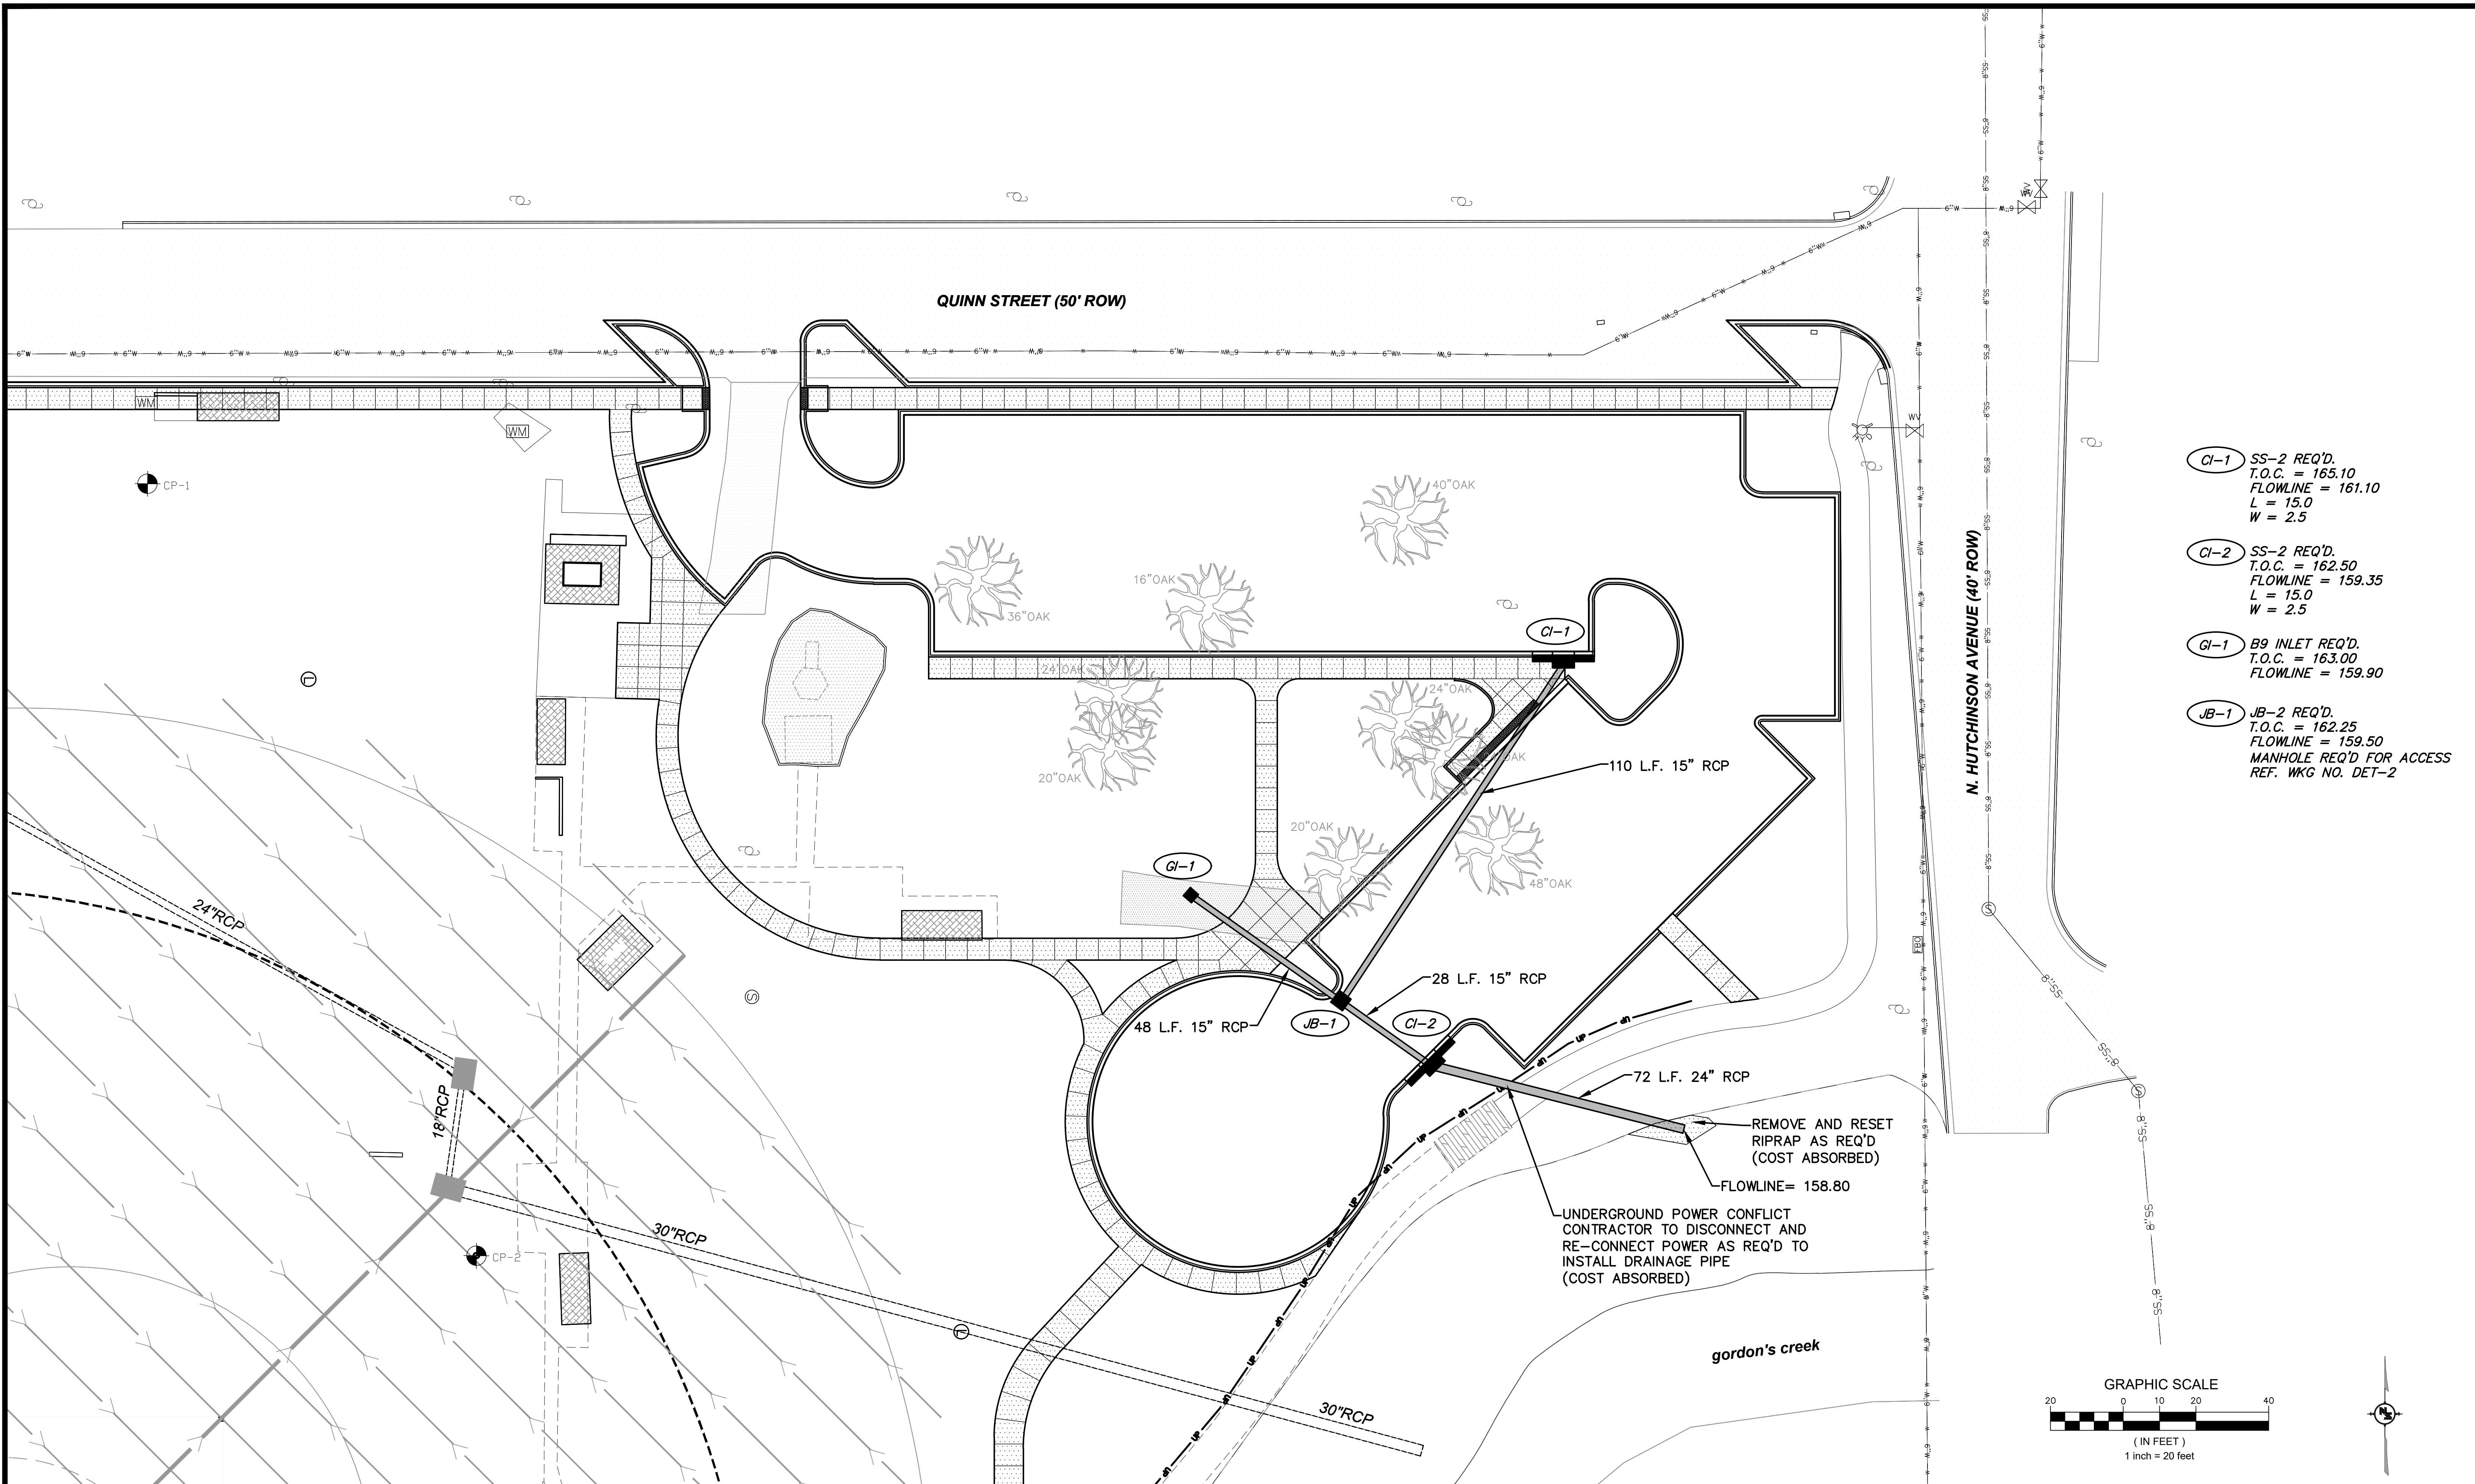 QUINN STREET (50' ROW)
N. HUTCHINSON AVENUE (40' ROW)
6"W
8"SS
WV
WV
WM
WM
CP-1
40"OAK
36"OAK
16"OAK
24"OAK
20"OAK
24"OAK
OAK
20"OAK
48"OAK
CI-1
GI-1
JB-1
CI-2
110 L.F. 15" RCP
28 L.F. 15" RCP
48 L.F. 15" RCP
72 L.F. 24" RCP
REMOVE AND RESET
RIPRAP AS REQ'D
(COST ABSORBED)
FLOWLINE= 158.80
UNDERGROUND POWER CONFLICT
CONTRACTOR TO DISCONNECT AND
RE-CONNECT POWER AS REQ'D TO
INSTALL DRAINAGE PIPE
(COST ABSORBED)
UP
24"RCP
18"RCP
30"RCP
30"RCP
CP-2
L
L
S
S
S
gordon's creek
CI-1 SS-2 REQ'D.
T.O.C. = 165.10
FLOWLINE = 161.10
L = 15.0
W = 2.5
CI-2 SS-2 REQ'D.
T.O.C. = 162.50
FLOWLINE = 159.35
L = 15.0
W = 2.5
GI-1 B9 INLET REQ'D.
T.O.C. = 163.00
FLOWLINE = 159.90
JB-1 JB-2 REQ'D.
T.O.C. = 162.25
FLOWLINE = 159.50
MANHOLE REQ'D FOR ACCESS
REF. WKG NO. DET-2
GRAPHIC SCALE
20 0 10 20 40
( IN FEET )
1 inch = 20 feet